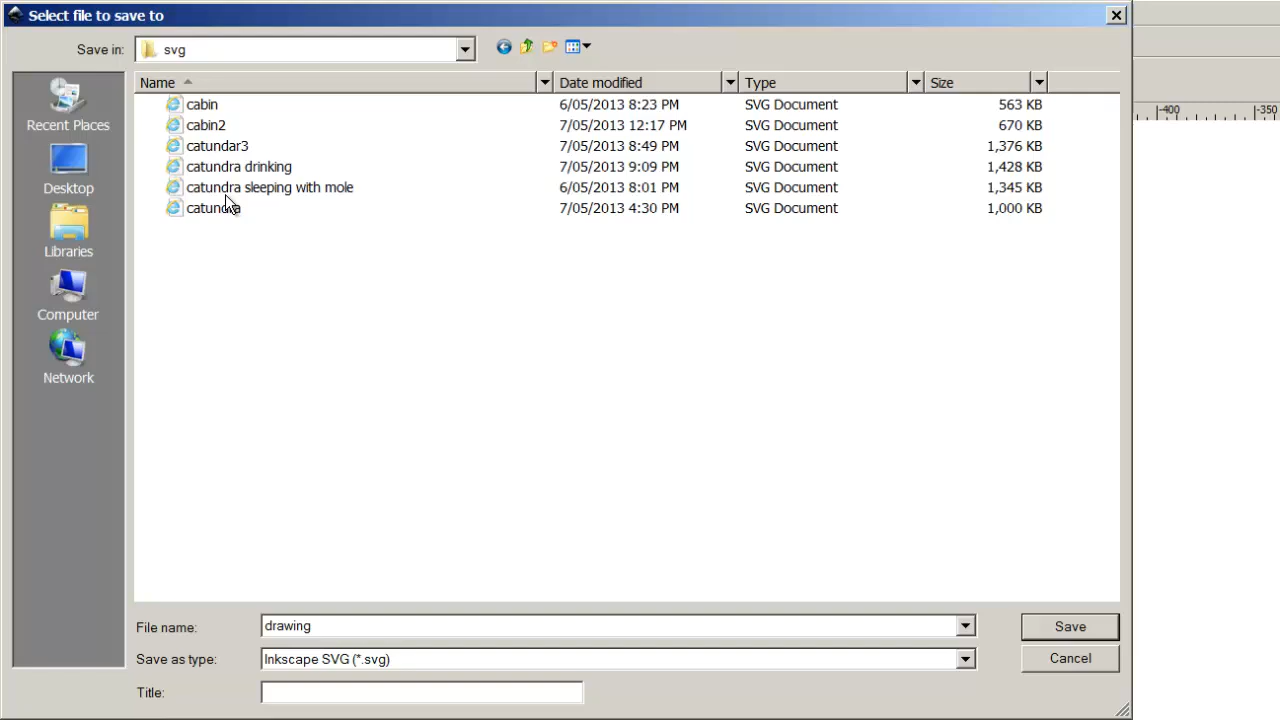 Select file to save to
Save in: svg
Name Date modified Type Size
cabin 6/05/2013 8:23 PM SVG Document 563 KB
cabin2 7/05/2013 12:17 PM SVG Document 670 KB
catundar3 7/05/2013 8:49 PM SVG Document 1,376 KB
catundra drinking 7/05/2013 9:09 PM SVG Document 1,428 KB
catundra sleeping with mole 6/05/2013 8:01 PM SVG Document 1,345 KB
catundra 7/05/2013 4:30 PM SVG Document 1,000 KB
Recent Places
Desktop
Libraries
Computer
Network
File name: drawing Save
Save as type: Inkscape SVG (*.svg) Cancel
Title:
-400 -350